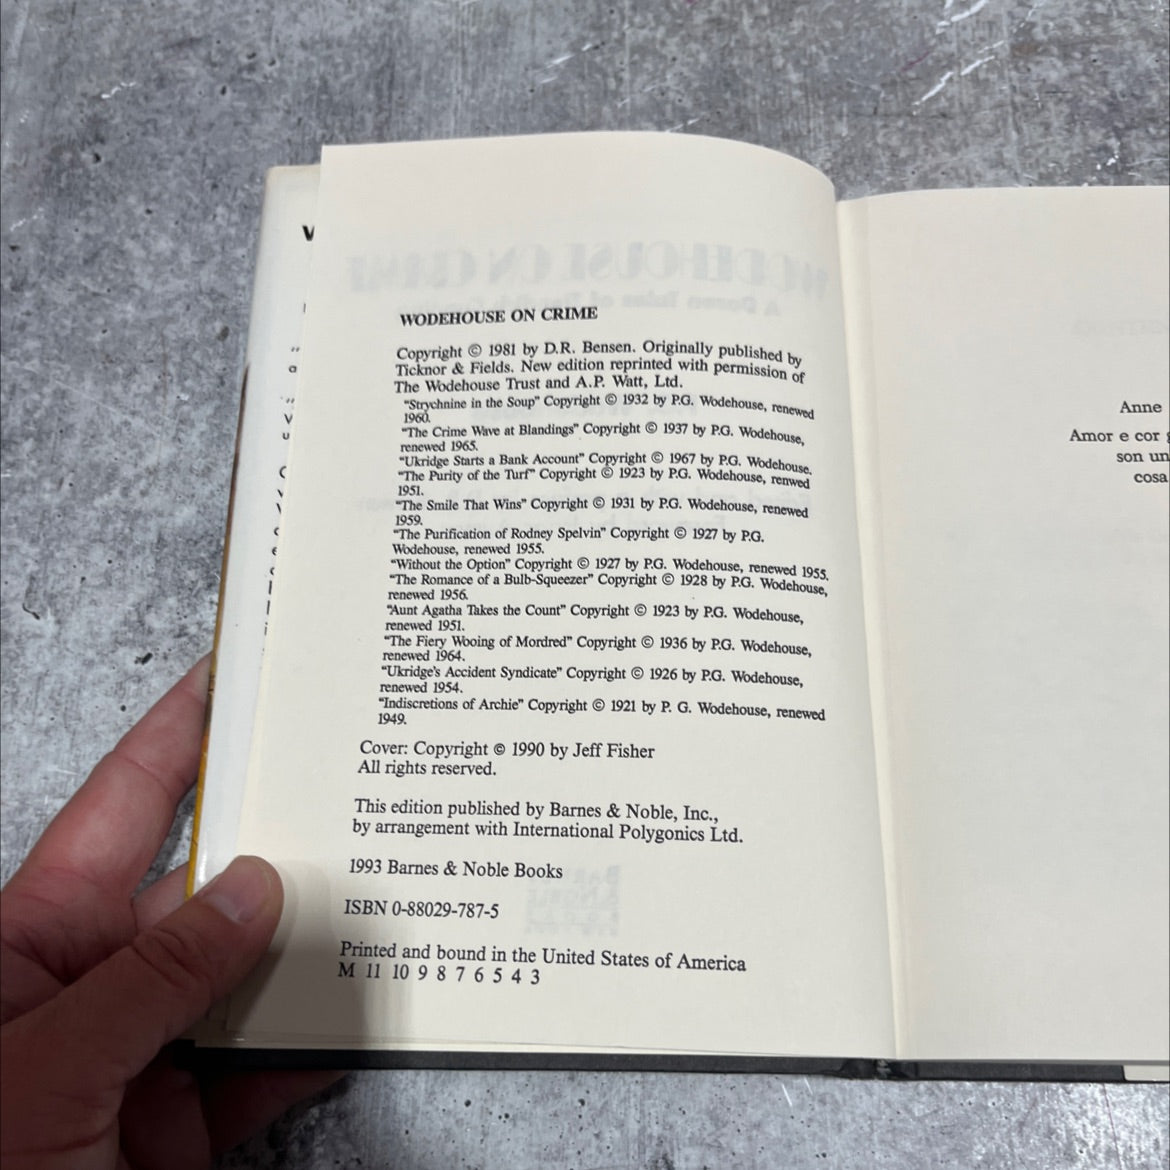 WODEHOUSE ON CRIME
Copyright © 1981 by D.R. Bensen. Originally published by
Ticknor & Fields. New edition reprinted with permission of
The Wodehouse Trust and A.P. Watt, Ltd.
"Strychnine in the Soup" Copyright © 1932 by P.G. Wodehouse, renewed
1960.
"The Crime Wave at Blandings" Copyright © 1937 by P.G. Wodehouse,
renewed 1965.
"Ukridge Starts a Bank Account" Copyright © 1967 by P.G. Wodehouse.
"The Purity of the Turf" Copyright © 1923 by P.G. Wodehouse, renwed
1951.
"The Smile That Wins" Copyright © 1931 by P.G. Wodehouse, renewed
1959.
"The Purification of Rodney Spelvin" Copyright © 1927 by P.G.
Wodehouse, renewed 1955.
"Without the Option" Copyright © 1927 by P.G. Wodehouse, renewed 1955.
"The Romance of a Bulb-Squeezer" Copyright © 1928 by P.G. Wodehouse,
renewed 1956.
"Aunt Agatha Takes the Count" Copyright © 1923 by P.G. Wodehouse,
renewed 1951.
"The Fiery Wooing of Mordred" Copyright © 1936 by P.G. Wodehouse,
renewed 1964.
"Ukridge's Accident Syndicate" Copyright © 1926 by P.G. Wodehouse,
renewed 1954.
"Indiscretions of Archie" Copyright © 1921 by P. G. Wodehouse, renewed
1949.
Cover: Copyright © 1990 by Jeff Fisher
All rights reserved.
This edition published by Barnes & Noble, Inc.,
by arrangement with International Polygonics Ltd.
1993 Barnes & Noble Books
ISBN 0-88029-787-5
Printed and bound in the United States of America
M 11 10 9 8 7 6 5 4 3
Anne
Amor e cor
son un
cosa